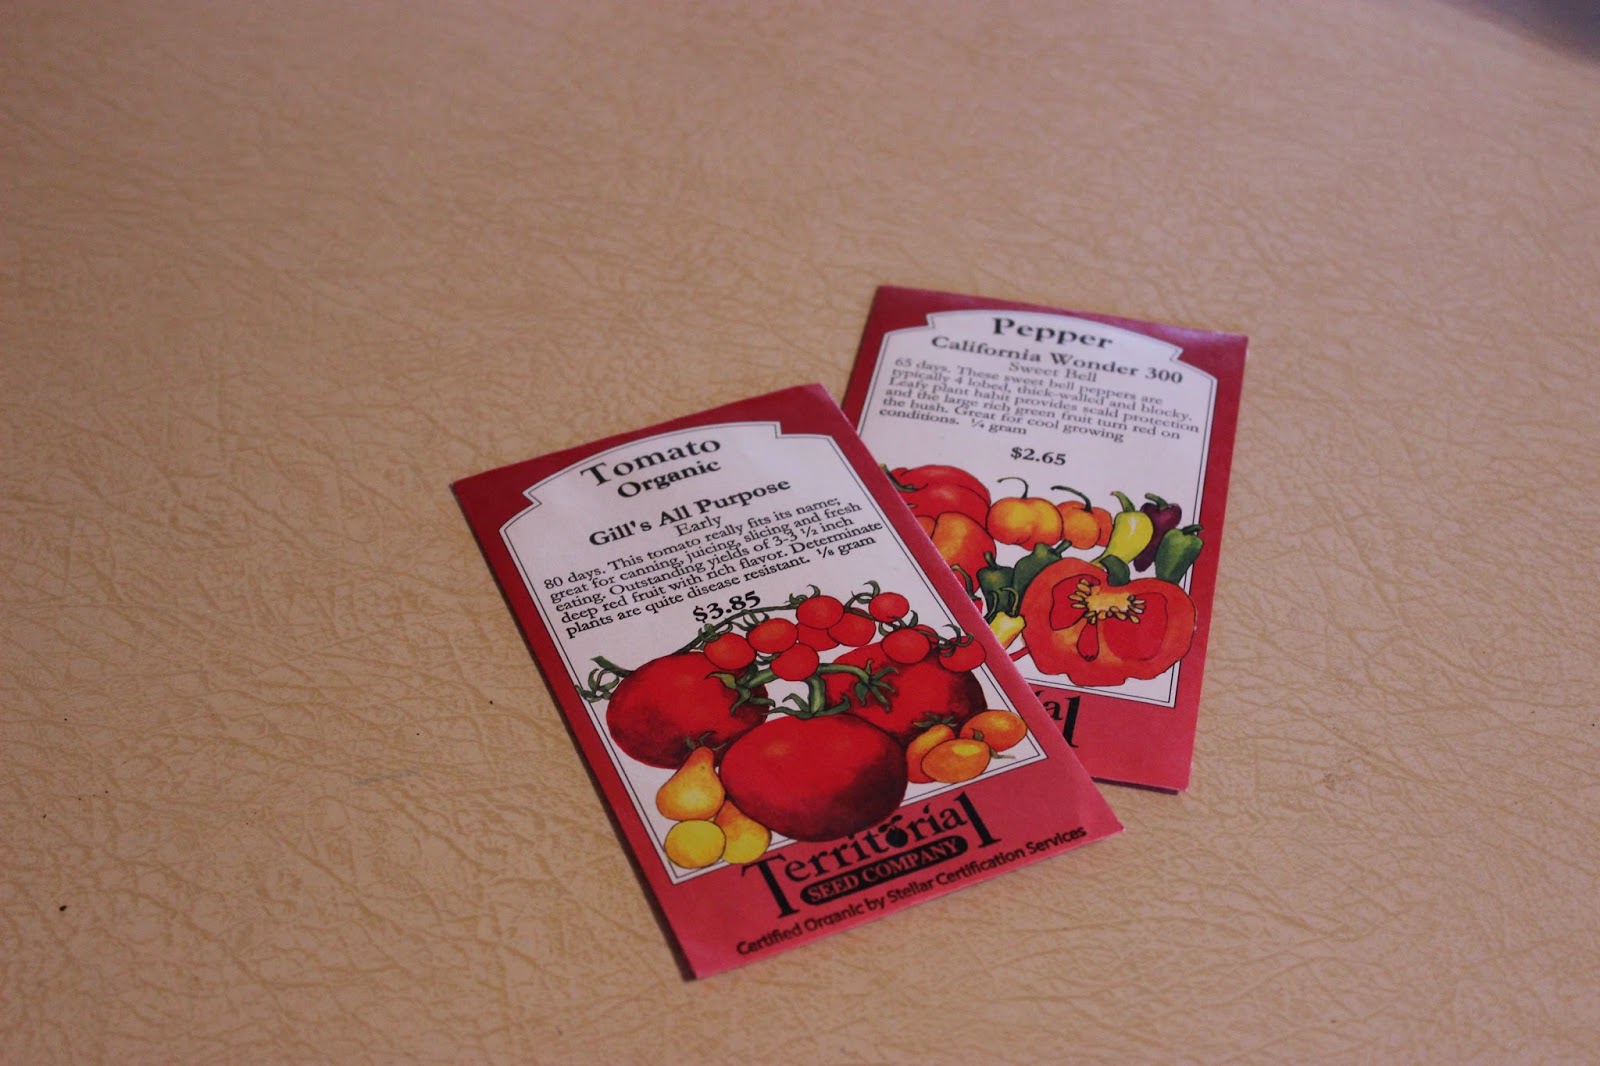 Tomato
Organic
Gill's All Purpose
Early
80 days. This tomato really fits its name;
great for canning, juicing, slicing and fresh
eating. Outstanding yields of 3-3 ½ inch
deep red fruit with rich flavor. Determinate
plants are quite disease resistant. ⅛ gram
$3.85
Territorial
SEED COMPANY
Certified Organic by Stellar Certification Services
Pepper
California Wonder 300
Sweet Bell
65 days. These sweet bell peppers are
typically 4 lobed, thick-walled and blocky.
Leafy plant habit provides scald protection
and the large rich green fruit turn red on
the bush. Great for cool growing
conditions. ¼ gram
$2.65
ial